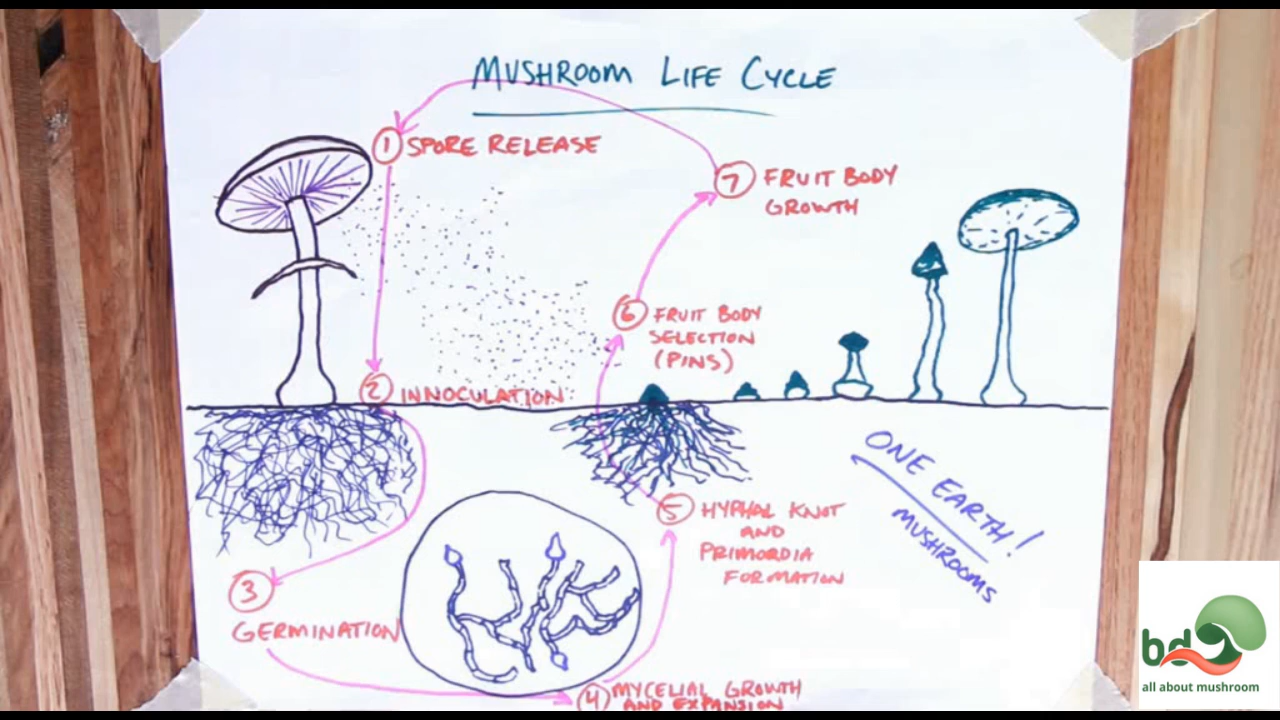 MUSHROOM LIFE CYCLE
1 SPORE RELEASE
2 INNOCULATION:
3
GERMINATION
4 MYCELIAL GROWTH
AND EXPANSION
5 HYPHAL KNOT
AND
PRIMORDIA
FORMATION
6 FRUIT BODY
SELECTION
(PINS)
7 FRUIT BODY
GROWTH
ONE EARTH!
MUSHROOMS
bd
all about mushroom